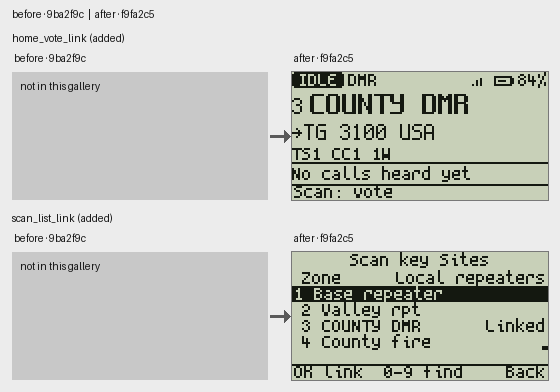 before · 9ba2f9c | after · f9fa2c5
home_vote_link (added)
before · 9ba2f9c
after · f9fa2c5
not in this gallery
IDLE DMR 84%
3 COUNTY DMR
→TG 3100 USA
TS1 CC1 1W
No calls heard yet
Scan: vote
scan_list_link (added)
before · 9ba2f9c
after · f9fa2c5
not in this gallery
Scan key Sites
Zone Local repeaters
1 Base repeater
2 Valley rpt
3 COUNTY DMR Linked
4 County fire
OK link 0-9 find Back